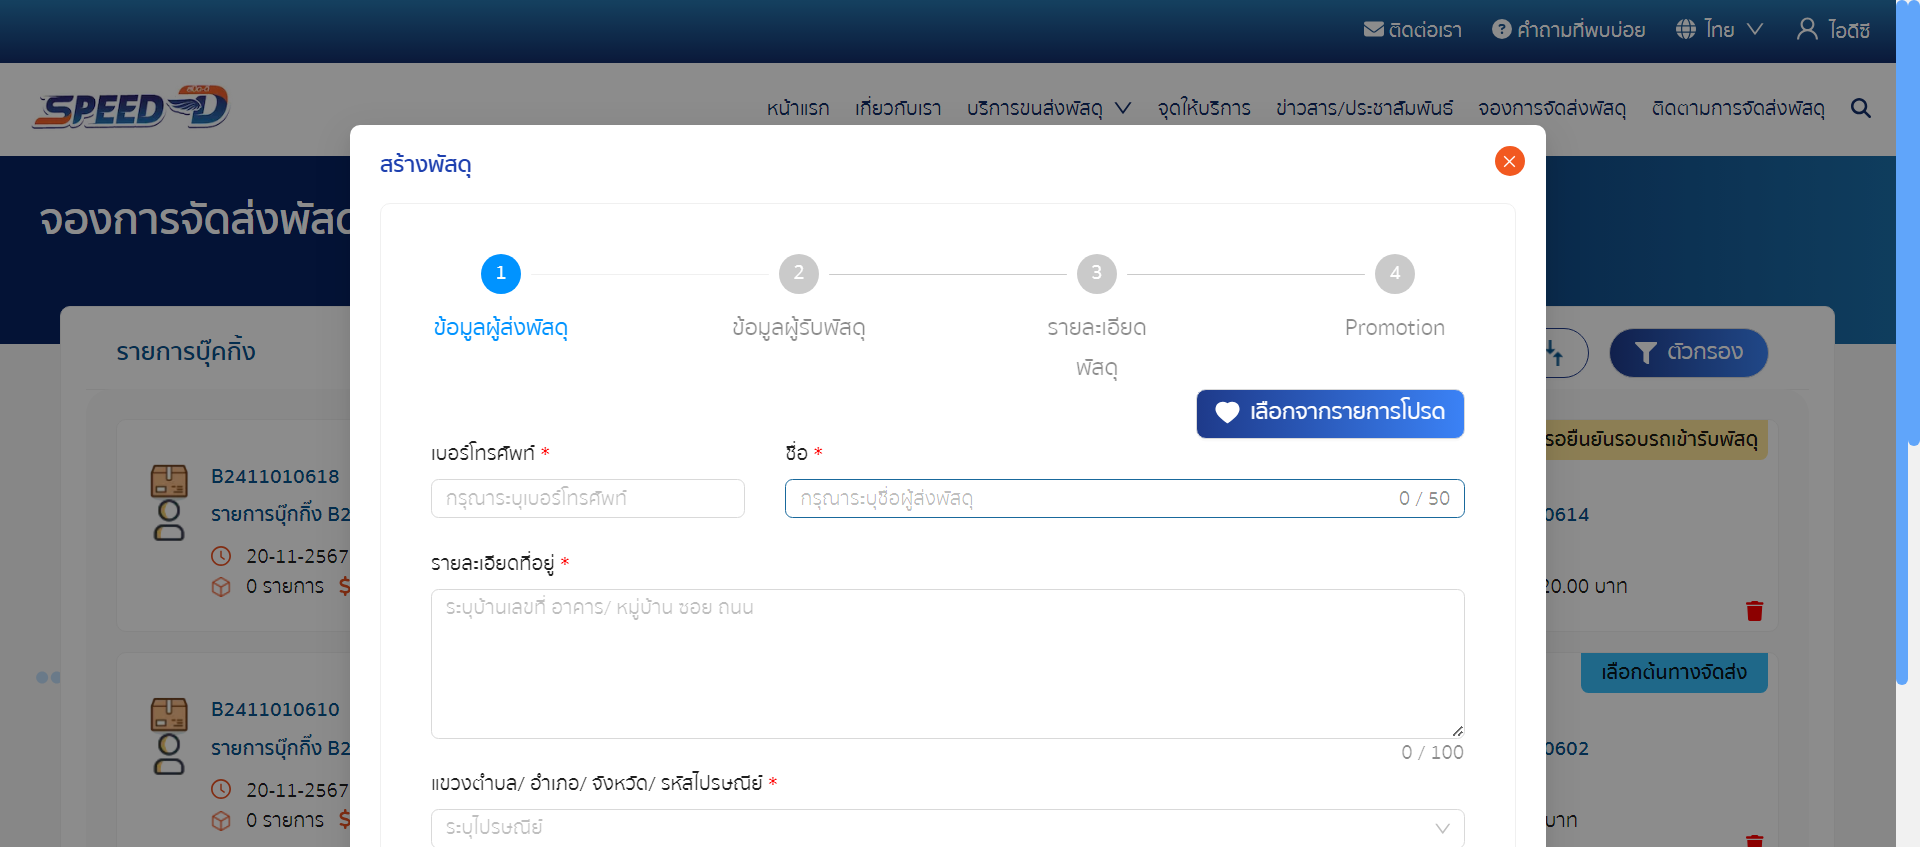 ติดต่อเรา
คำถามที่พบบ่อย
ไทย
ไอดีซี
สปีด-ดี
SPEED-D
หน้าแรก
เกี่ยวกับเรา
บริการขนส่งพัสดุ
จุดให้บริการ
ข่าวสาร/ประชาสัมพันธ์
จองการจัดส่งพัสดุ
ติดตามการจัดส่งพัสดุ
สร้างพัสดุ
จองการจัดส่งพัสด
1
2
3
4
ข้อมูลผู้ส่งพัสดุ
ข้อมูลผู้รับพัสดุ
รายละเอียด
พัสดุ
Promotion
รายการบุ๊คกิ้ง
ตัวกรอง
เลือกจากรายการโปรด
รอยืนยันรอบรถเข้ารับพัสดุ
เบอร์โทรศัพท์ *
ชื่อ *
กรุณาระบุเบอร์โทรศัพท์
กรุณาระบุชื่อผู้ส่งพัสดุ
0 / 50
B2411010618
รายการบุ๊กกิ้ง B2
20-11-2567
0 รายการ $
0614
20.00 บาท
รายละเอียดที่อยู่ *
ระบุบ้านเลขที่ อาคาร/ หมู่บ้าน ซอย ถนน
0 / 100
เลือกต้นทางจัดส่ง
B2411010610
รายการบุ๊กกิ้ง B2
20-11-2567
0 รายการ $
0602
บาท
แขวงตำบล/ อำเภอ/ จังหวัด/ รหัสไปรษณีย์ *
ระบุไปรษณีย์